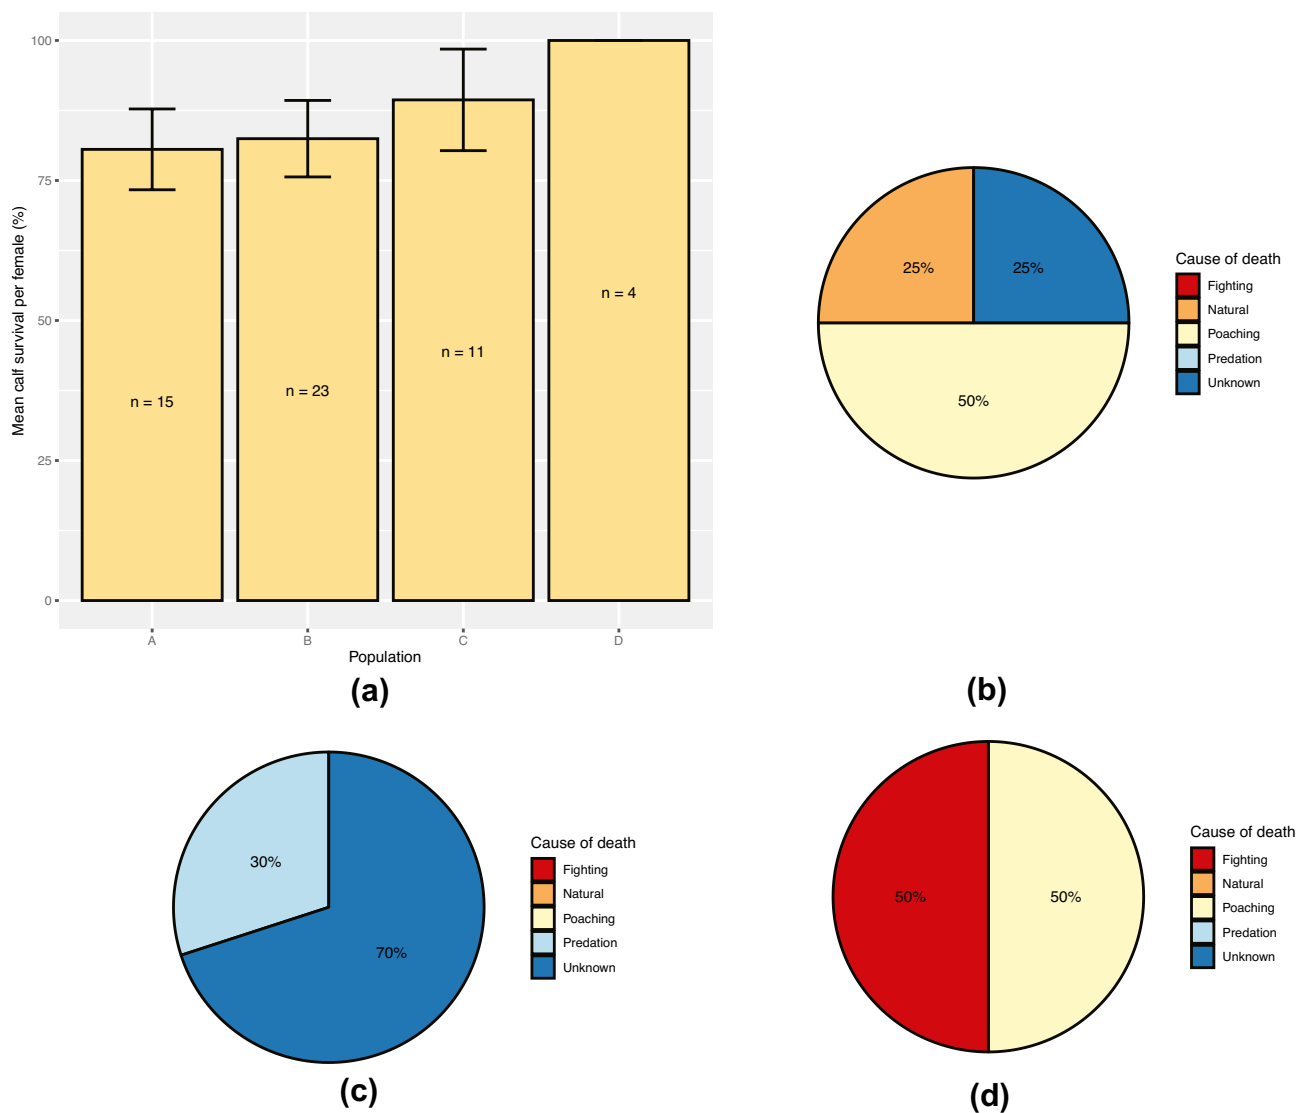 Mean calf survival per female (%)
100
75
50
25
0
n = 15
n = 23
n = 11
n = 4
A
B
C
D
Population
(a)
25%
25%
50%
Cause of death
Fighting
Natural
Poaching
Predation
Unknown
(b)
30%
70%
Cause of death
Fighting
Natural
Poaching
Predation
Unknown
(c)
50%
50%
Cause of death
Fighting
Natural
Poaching
Predation
Unknown
(d)